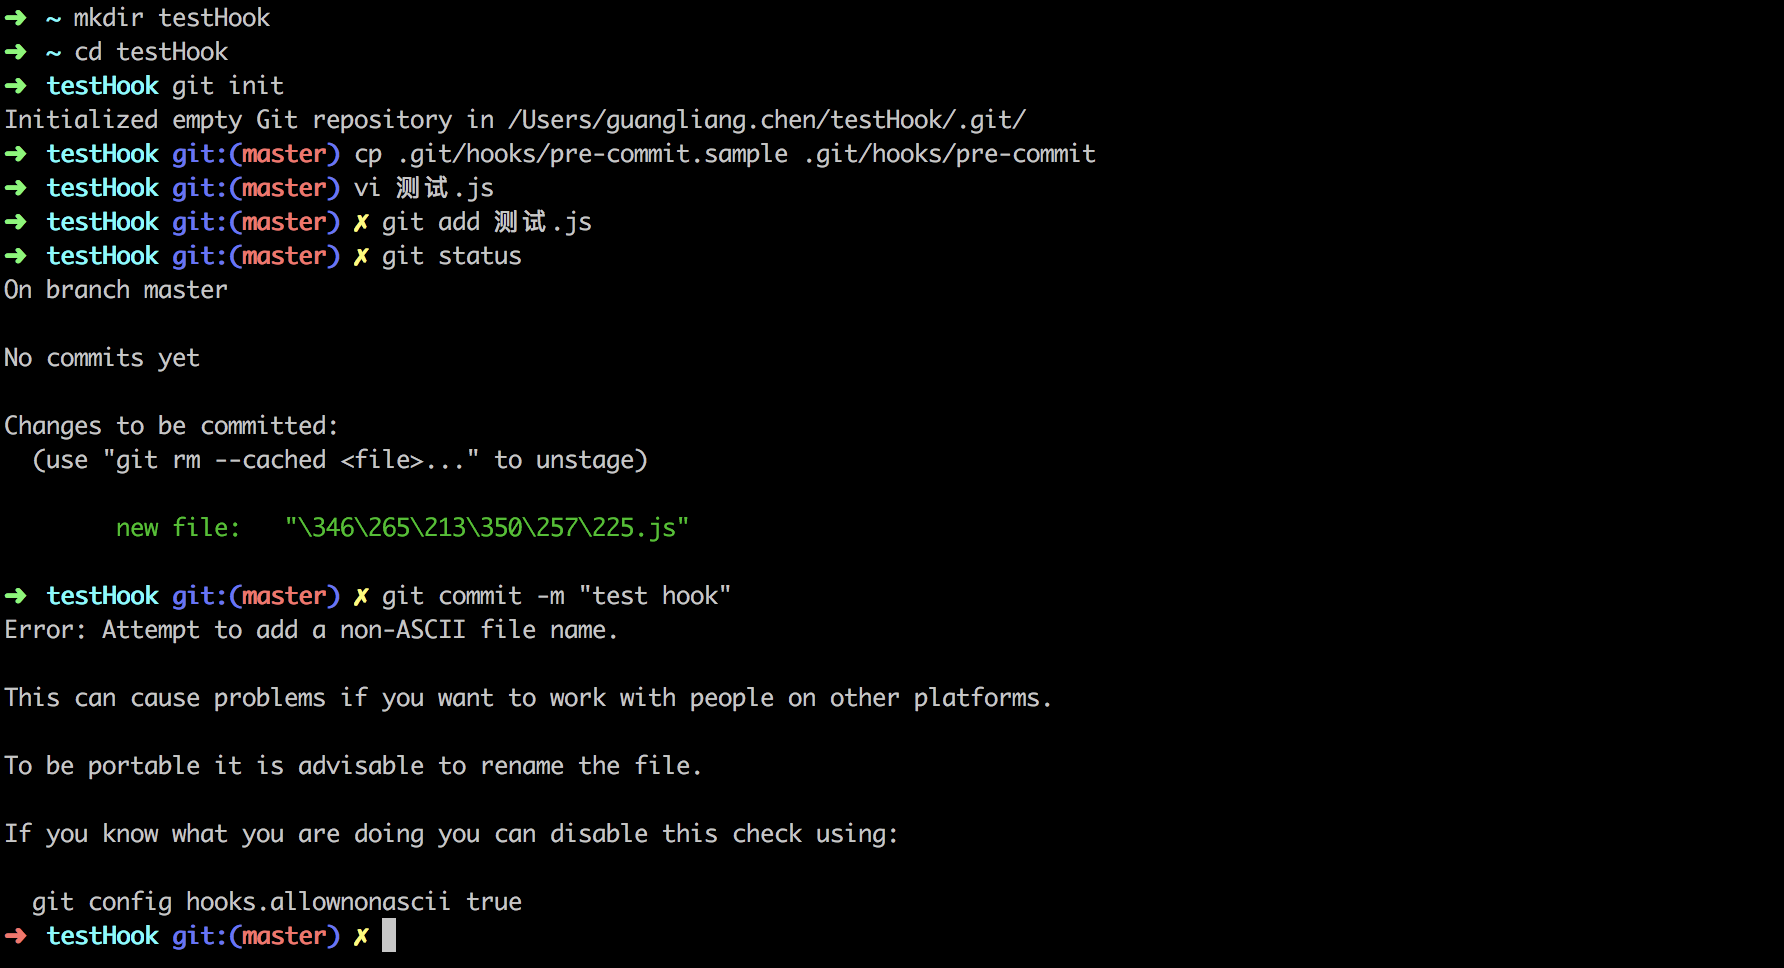 ➜ ~ mkdir testHook
➜ ~ cd testHook
➜ testHook git init
Initialized empty Git repository in /Users/guangliang.chen/testHook/.git/
➜ testHook git:(master) cp .git/hooks/pre-commit.sample .git/hooks/pre-commit
➜ testHook git:(master) vi 测试.js
➜ testHook git:(master) ✗ git add 测试.js
➜ testHook git:(master) ✗ git status
On branch master
No commits yet
Changes to be committed:
(use "git rm --cached <file>..." to unstage)
new file: "\346\265\213\350\257\225.js"
➜ testHook git:(master) ✗ git commit -m "test hook"
Error: Attempt to add a non-ASCII file name.
This can cause problems if you want to work with people on other platforms.
To be portable it is advisable to rename the file.
If you know what you are doing you can disable this check using:
git config hooks.allownonascii true
➜ testHook git:(master) ✗